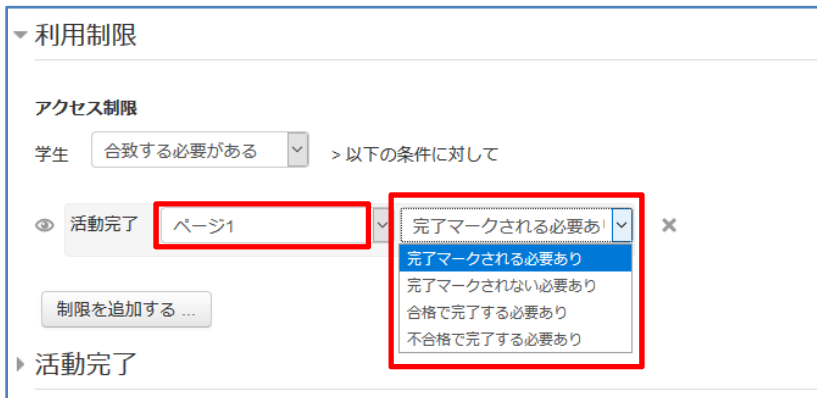 利用制限
アクセス制限
学生 合致する必要がある > 以下の条件に対して
活動完了 ページ1 完了マークされる必要あ
完了マークされる必要あり
完了マークされない必要あり
合格で完了する必要あり
不合格で完了する必要あり
制限を追加する ...
活動完了